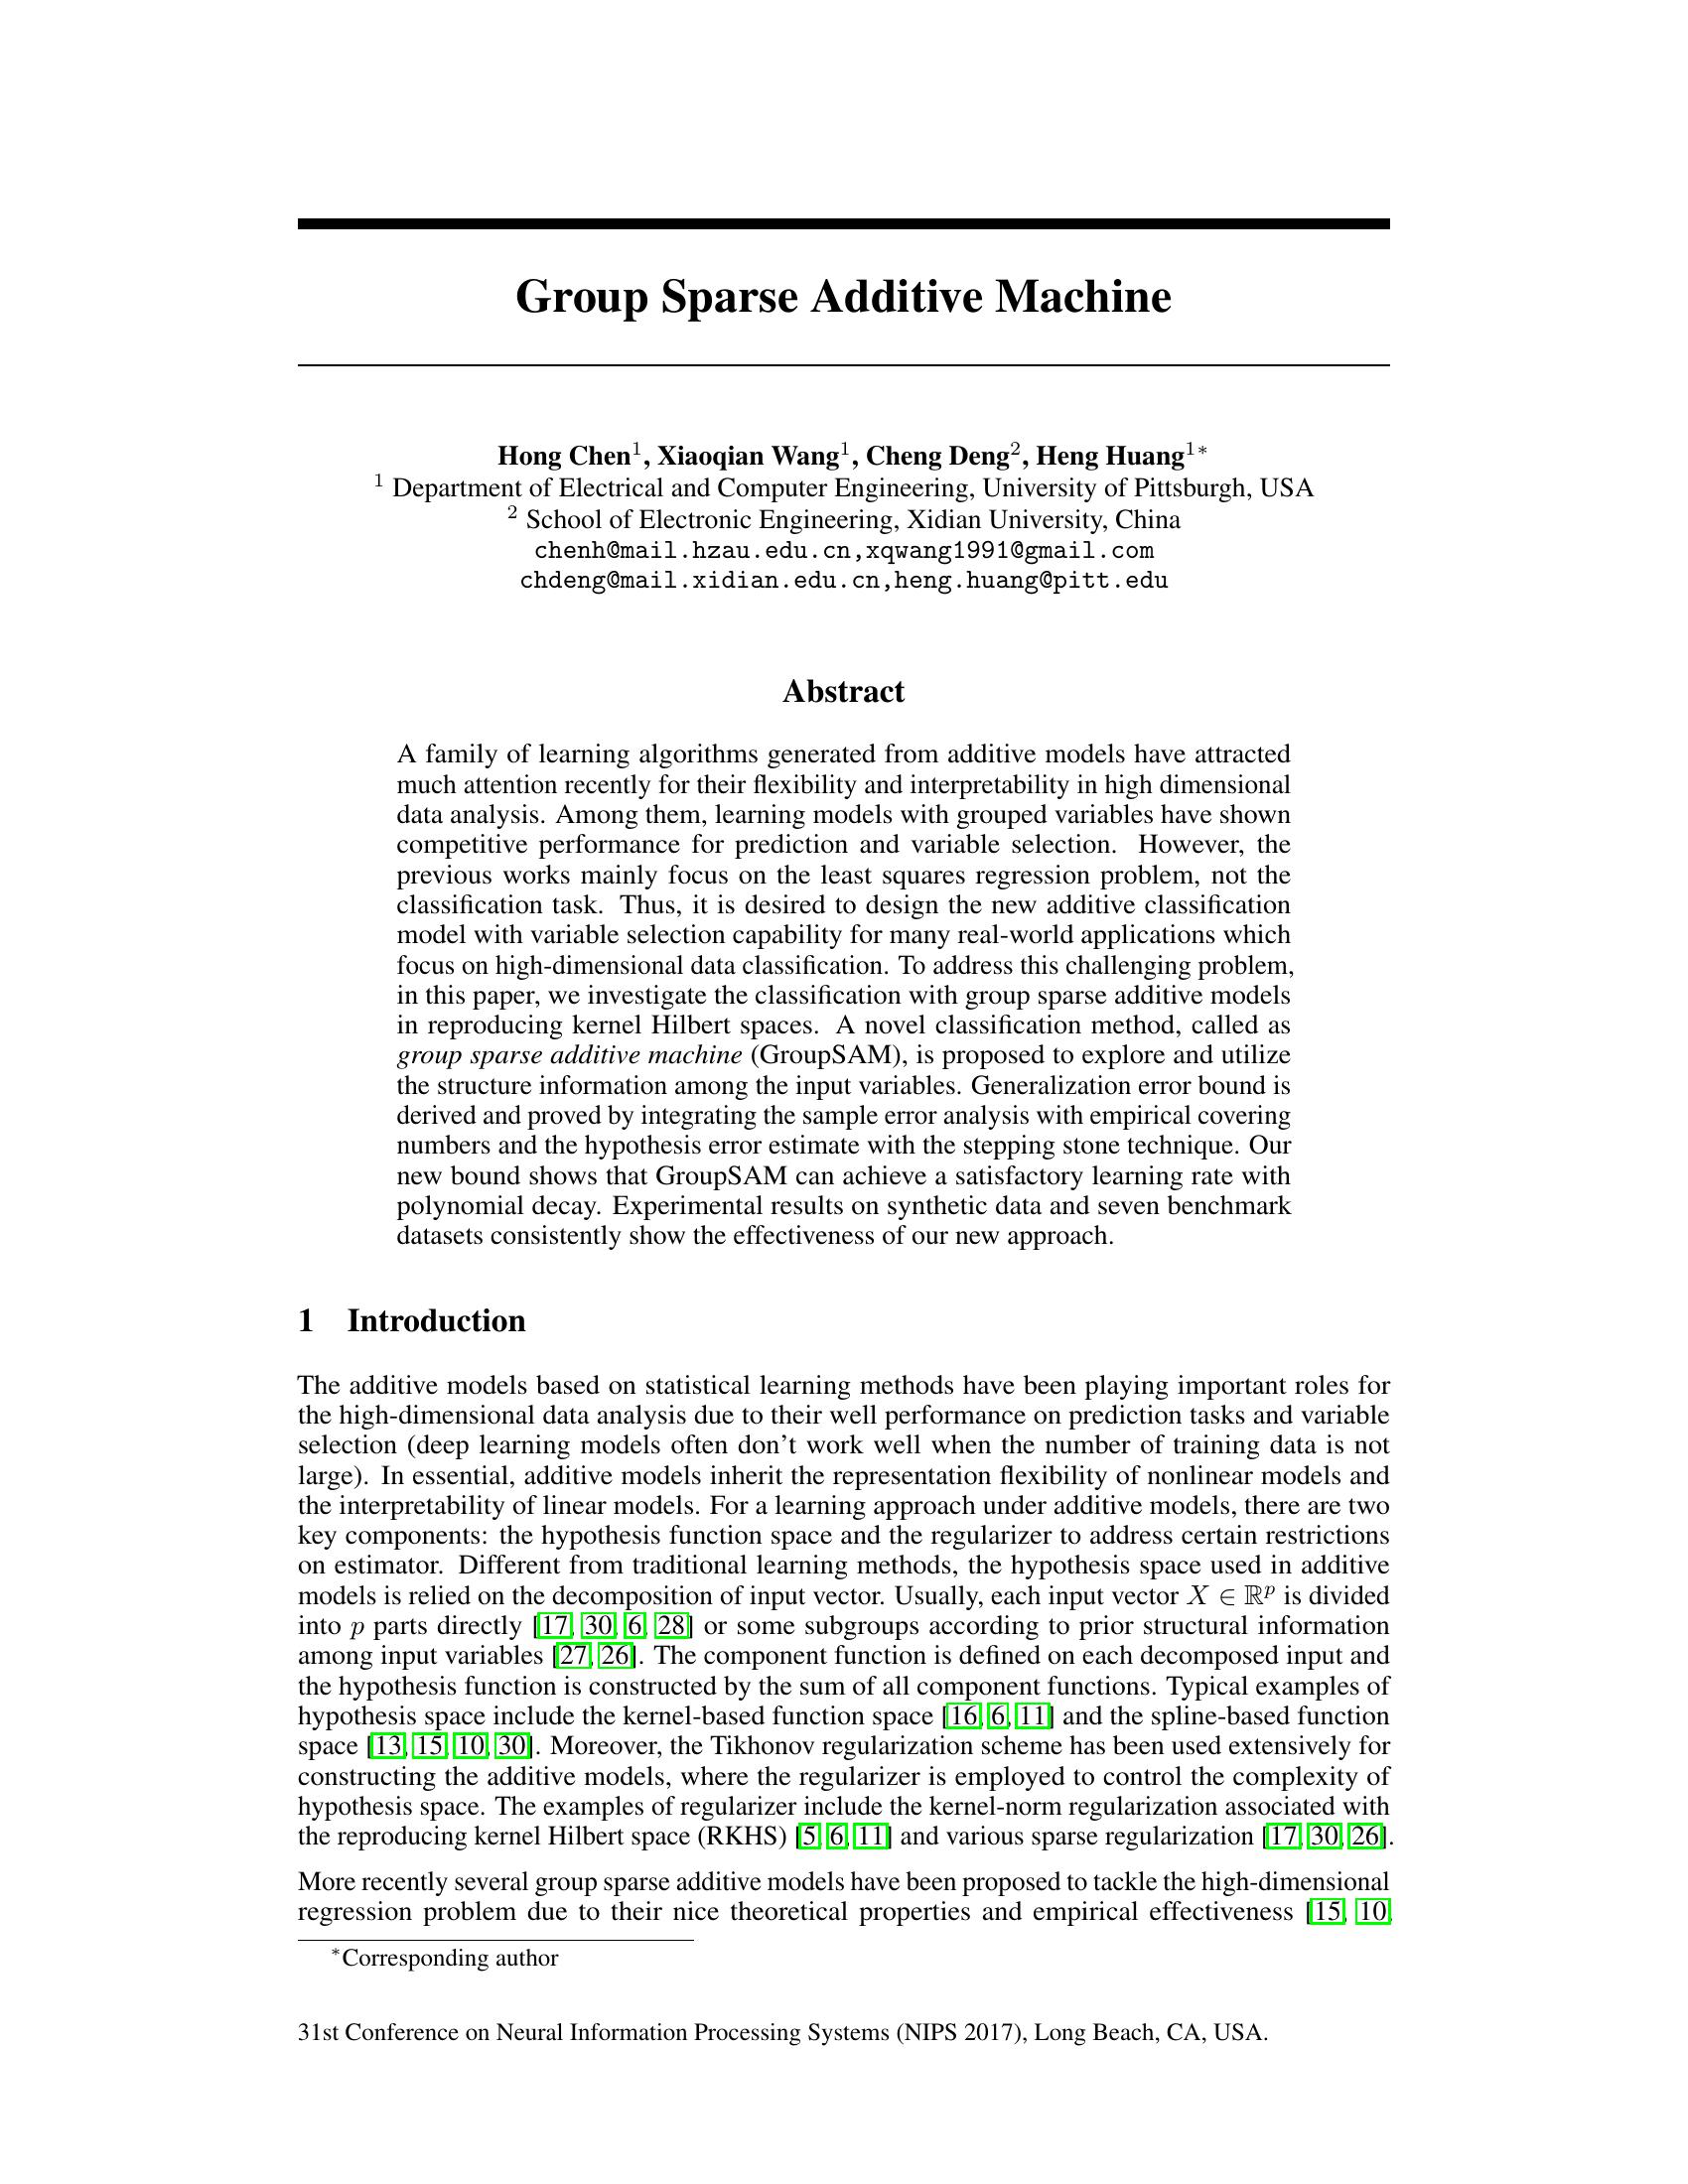 Group Sparse Additive Machine
Hong Chen¹, Xiaoqian Wang¹, Cheng Deng², Heng Huang¹*
¹ Department of Electrical and Computer Engineering, University of Pittsburgh, USA
² School of Electronic Engineering, Xidian University, China
chenh@mail.hzau.edu.cn,xqwang1991@gmail.com
chdeng@mail.xidian.edu.cn,heng.huang@pitt.edu
Abstract
A family of learning algorithms generated from additive models have attracted
much attention recently for their flexibility and interpretability in high dimensional
data analysis. Among them, learning models with grouped variables have shown
competitive performance for prediction and variable selection. However, the
previous works mainly focus on the least squares regression problem, not the
classification task. Thus, it is desired to design the new additive classification
model with variable selection capability for many real-world applications which
focus on high-dimensional data classification. To address this challenging problem,
in this paper, we investigate the classification with group sparse additive models
in reproducing kernel Hilbert spaces. A novel classification method, called as
group sparse additive machine (GroupSAM), is proposed to explore and utilize
the structure information among the input variables. Generalization error bound is
derived and proved by integrating the sample error analysis with empirical covering
numbers and the hypothesis error estimate with the stepping stone technique. Our
new bound shows that GroupSAM can achieve a satisfactory learning rate with
polynomial decay. Experimental results on synthetic data and seven benchmark
datasets consistently show the effectiveness of our new approach.
1 Introduction
The additive models based on statistical learning methods have been playing important roles for
the high-dimensional data analysis due to their well performance on prediction tasks and variable
selection (deep learning models often don't work well when the number of training data is not
large). In essential, additive models inherit the representation flexibility of nonlinear models and
the interpretability of linear models. For a learning approach under additive models, there are two
key components: the hypothesis function space and the regularizer to address certain restrictions
on estimator. Different from traditional learning methods, the hypothesis space used in additive
models is relied on the decomposition of input vector. Usually, each input vector X ∈ ℝᵖ is divided
into p parts directly [17, 30, 6, 28] or some subgroups according to prior structural information
among input variables [27, 26]. The component function is defined on each decomposed input and
the hypothesis function is constructed by the sum of all component functions. Typical examples of
hypothesis space include the kernel-based function space [16, 6, 11] and the spline-based function
space [13, 15, 10, 30]. Moreover, the Tikhonov regularization scheme has been used extensively for
constructing the additive models, where the regularizer is employed to control the complexity of
hypothesis space. The examples of regularizer include the kernel-norm regularization associated with
the reproducing kernel Hilbert space (RKHS) [5, 6, 11] and various sparse regularization [17, 30, 26].
More recently several group sparse additive models have been proposed to tackle the high-dimensional
regression problem due to their nice theoretical properties and empirical effectiveness [15, 10,
*Corresponding author
31st Conference on Neural Information Processing Systems (NIPS 2017), Long Beach, CA, USA.